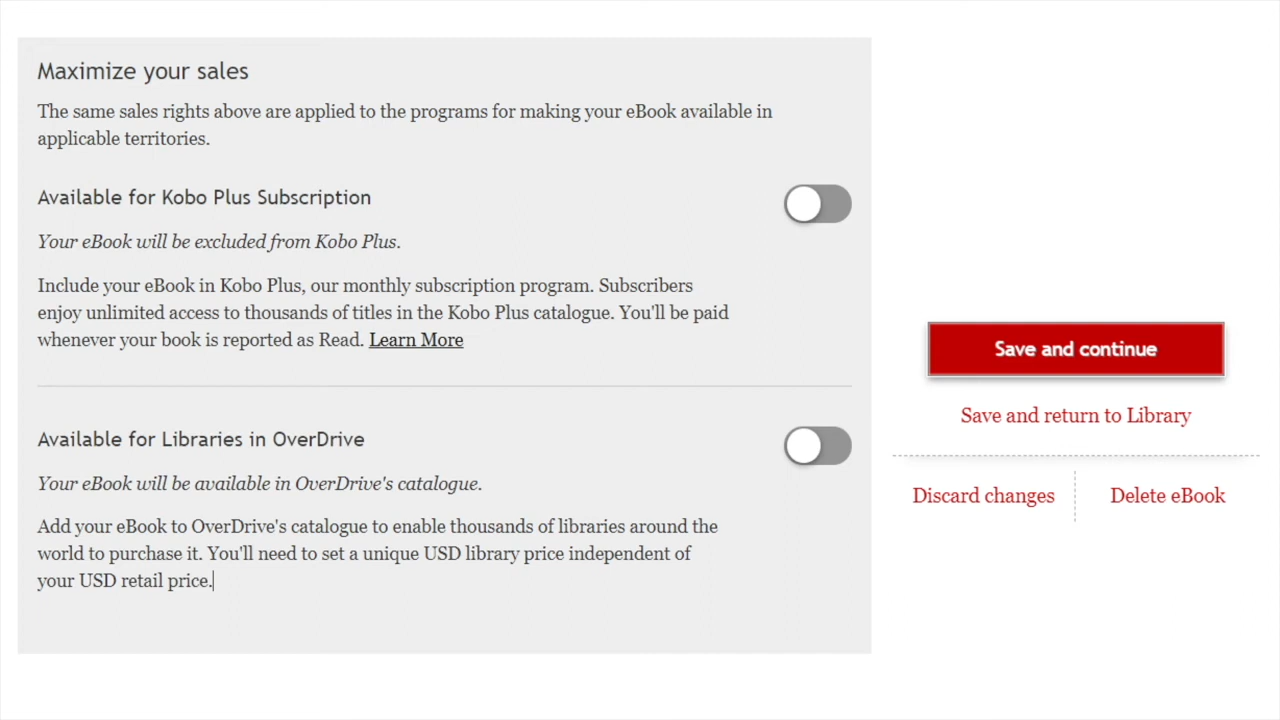 Maximize your sales
The same sales rights above are applied to the programs for making your eBook available in
applicable territories.
Available for Kobo Plus Subscription
Your eBook will be excluded from Kobo Plus.
Include your eBook in Kobo Plus, our monthly subscription program. Subscribers
enjoy unlimited access to thousands of titles in the Kobo Plus catalogue. You'll be paid
whenever your book is reported as Read. Learn More
Available for Libraries in OverDrive
Your eBook will be available in OverDrive's catalogue.
Add your eBook to OverDrive's catalogue to enable thousands of libraries around the
world to purchase it. You'll need to set a unique USD library price independent of
your USD retail price.
Save and continue
Save and return to Library
Discard changes
Delete eBook